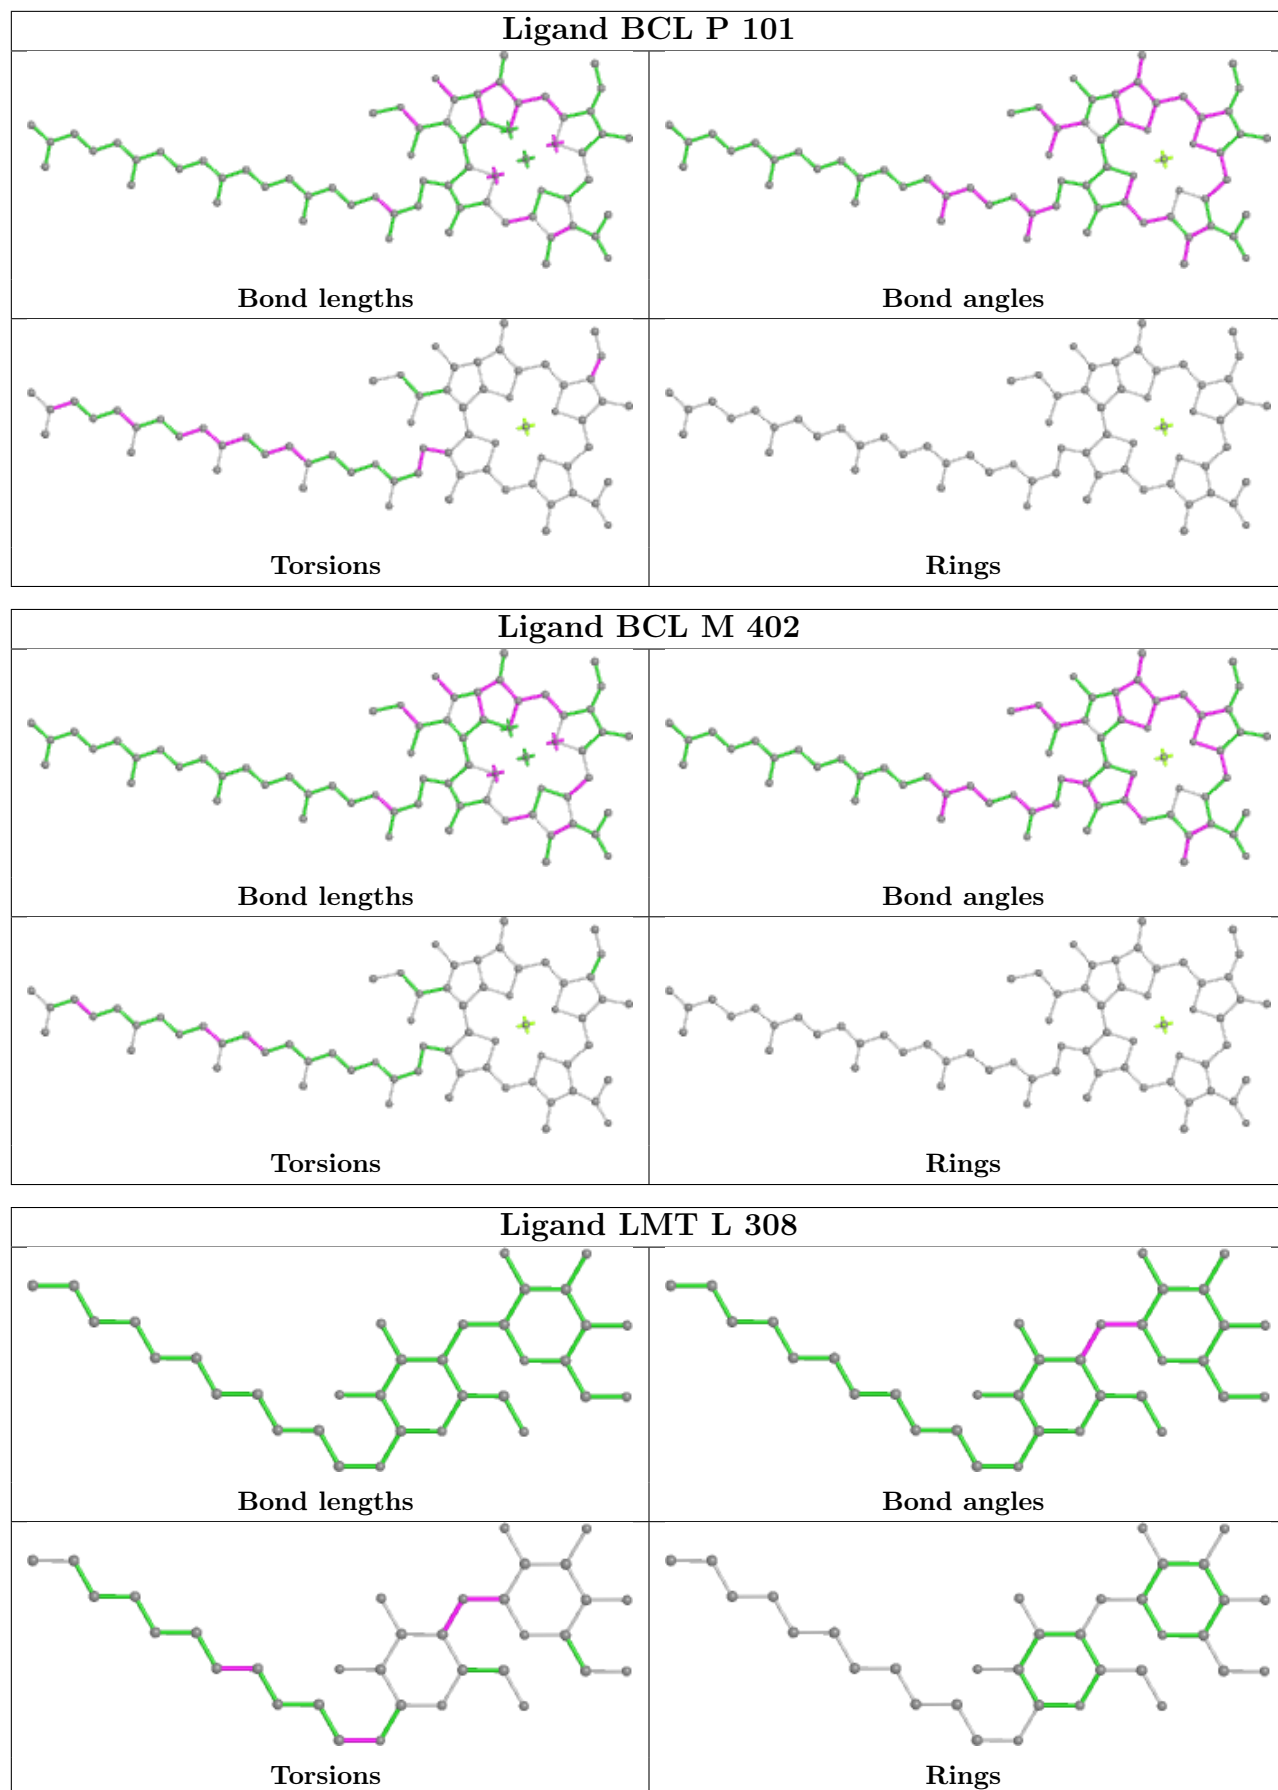 Ligand BCL P 101
Bond lengths
Bond angles
Torsions
Rings
Ligand BCL M 402
Bond lengths
Bond angles
Torsions
Rings
Ligand LMT L 308
Bond lengths
Bond angles
Torsions
Rings